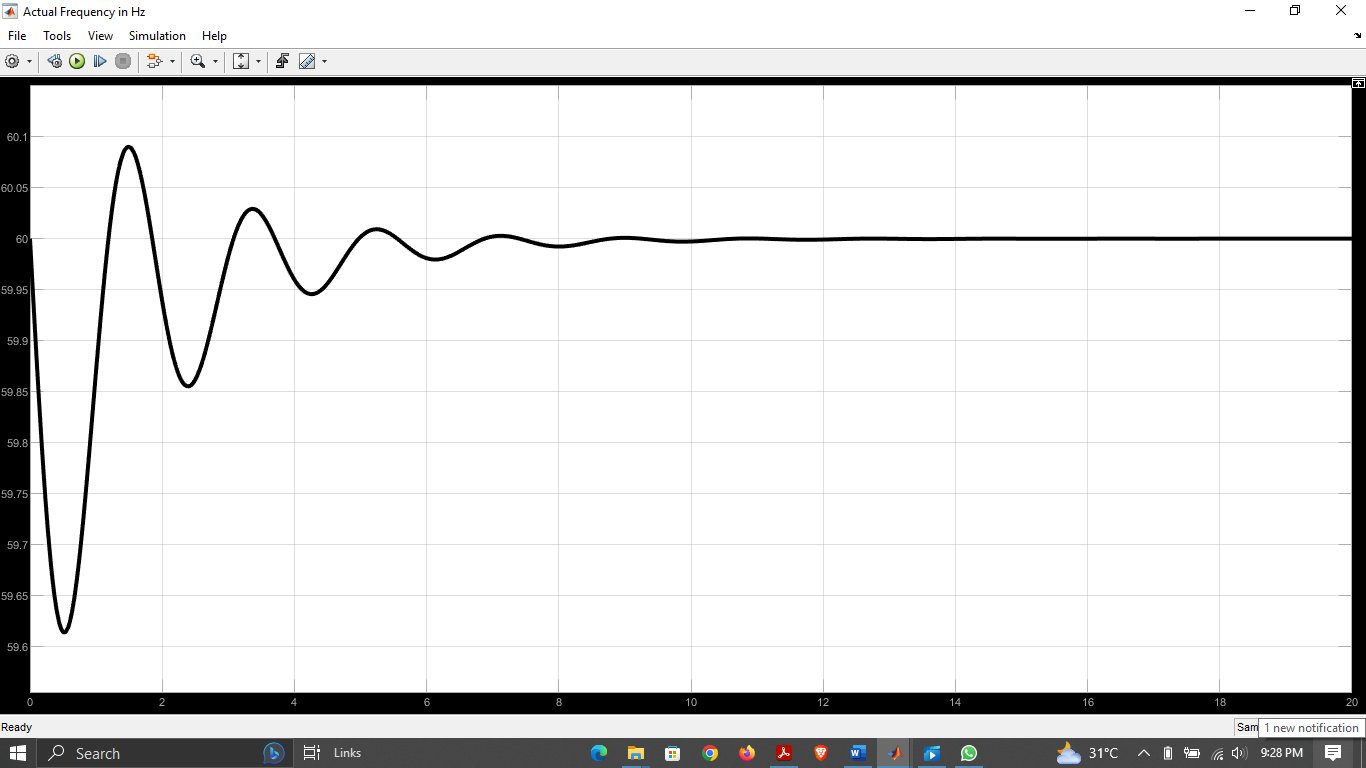 Actual Frequency in Hz
File Tools View Simulation Help
60.1
60.05
60
59.95
59.9
59.85
59.8
59.75
59.7
59.65
59.6
0 2 4 6 8 10 12 14 16 18 20
Ready
Sam
1 new notification
Search
Links
31°C
9:28 PM